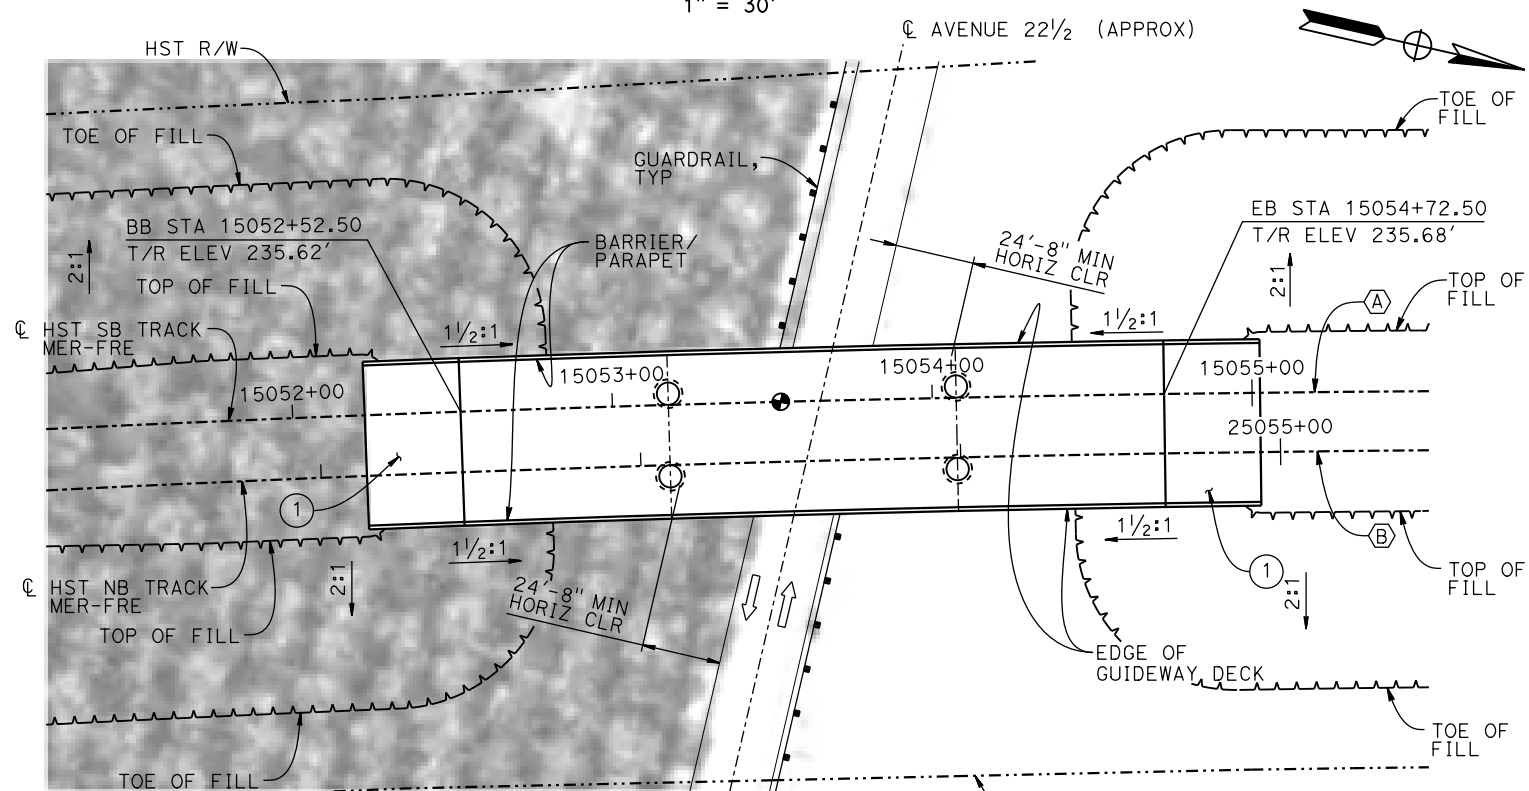 1" = 30'
℄ AVENUE 22½ (APPROX)
HST R/W
TOE OF FILL
GUARDRAIL,
TYP
TOE OF
FILL
BB STA 15052+52.50
T/R ELEV 235.62'
BARRIER/
PARAPET
24'-8" MIN
HORIZ CLR
EB STA 15054+72.50
T/R ELEV 235.68'
2:1
TOP OF FILL
2:1
TOP OF
FILL
A
℄ HST SB TRACK
MER-FRE
1½:1
1½:1
15052+00
15053+00
15054+00
15055+00
25055+00
1
1½:1
1½:1
B
℄ HST NB TRACK
MER-FRE
2:1
24'-8" MIN
HORIZ CLR
1
2:1
TOP OF
FILL
TOP OF FILL
EDGE OF
GUIDEWAY DECK
TOE OF
FILL
TOE OF FILL